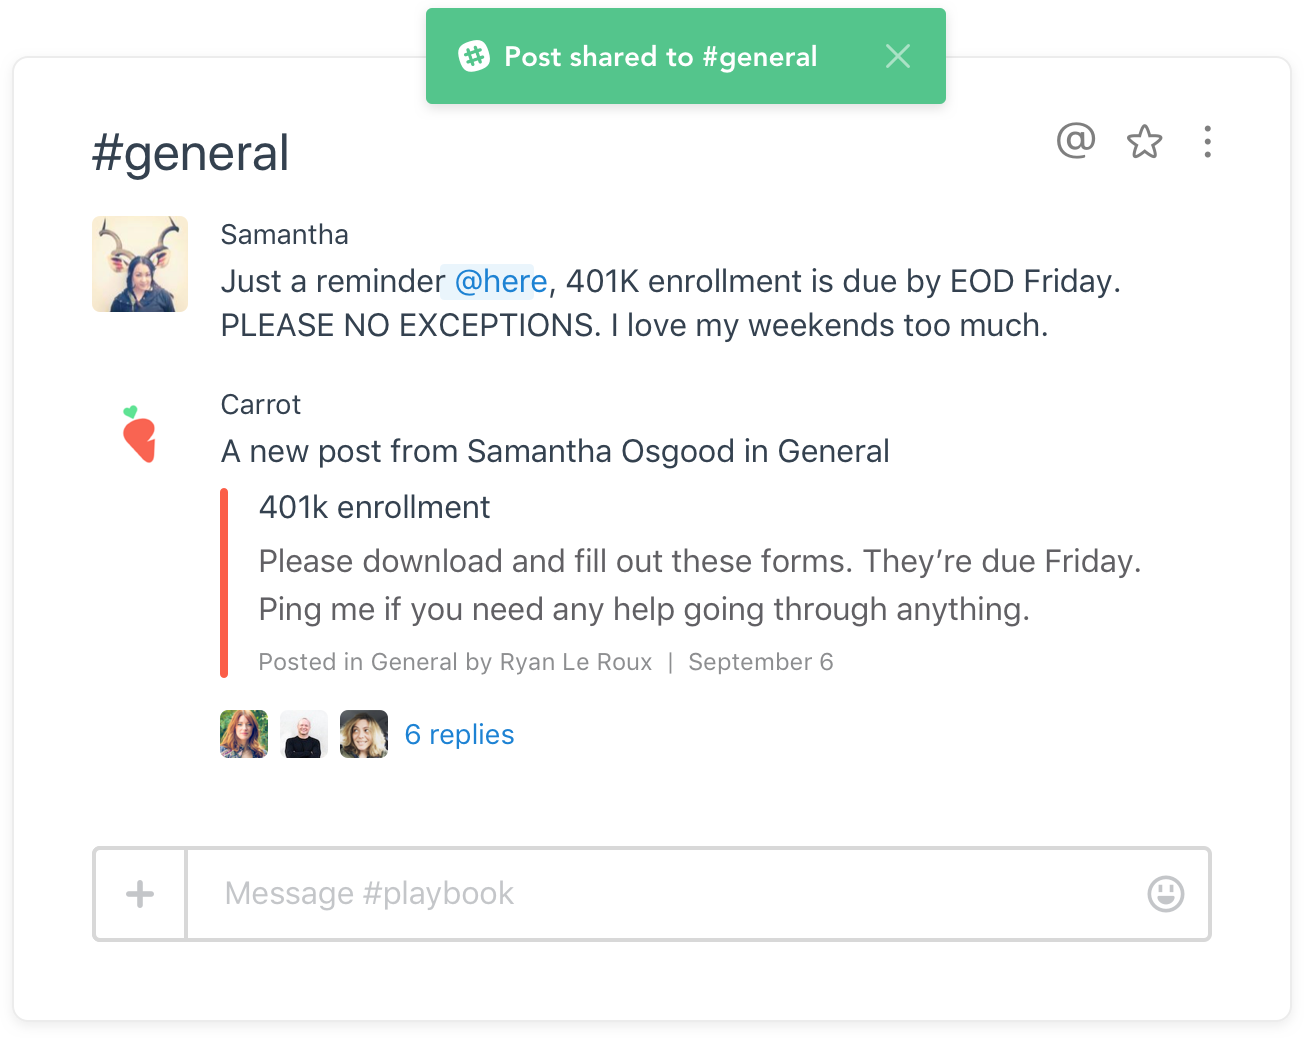 Post shared to #general
#general
Samantha
Just a reminder @here, 401K enrollment is due by EOD Friday.
PLEASE NO EXCEPTIONS. I love my weekends too much.
Carrot
A new post from Samantha Osgood in General
401k enrollment
Please download and fill out these forms. They’re due Friday.
Ping me if you need any help going through anything.
Posted in General by Ryan Le Roux | September 6
6 replies
Message #playbook